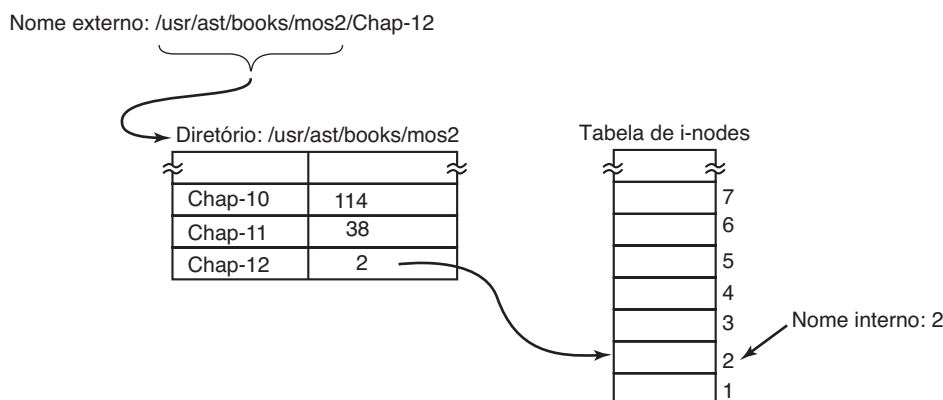 Nome externo: /usr/ast/books/mos2/Chap-12
Diretório: /usr/ast/books/mos2
Chap-10 114
Chap-11 38
Chap-12 2
Tabela de i-nodes
7
6
5
4
3
2
1
Nome interno: 2